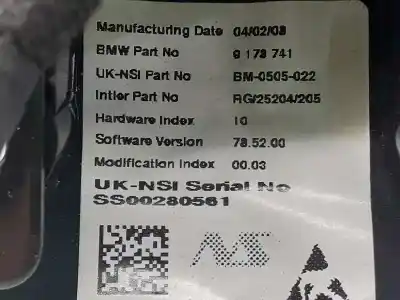 Manufacturing Date 04/02/08
BMW Part No 9 173 741
UK-NSI Part No BM-0505-022
Intier Part No RG/25204/205
Hardware Index 10
Software Version 78.52.00
Modification Index 00.03
UK-NSI Serial No
SS00280561
NS